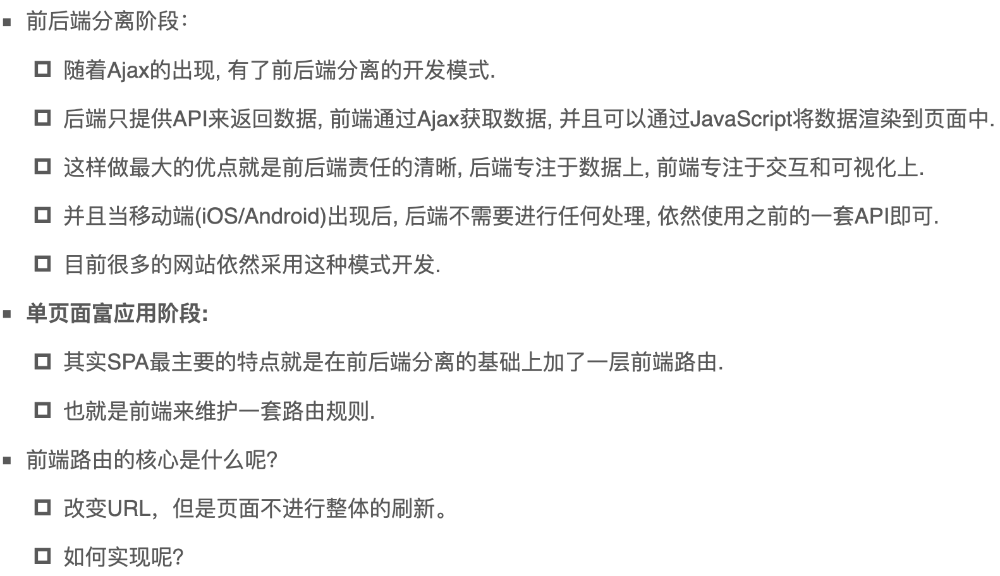 前后端分离阶段：
随着Ajax的出现, 有了前后端分离的开发模式.
后端只提供API来返回数据, 前端通过Ajax获取数据, 并且可以通过JavaScript将数据渲染到页面中.
这样做最大的优点就是前后端责任的清晰, 后端专注于数据上, 前端专注于交互和可视化上.
并且当移动端(iOS/Android)出现后, 后端不需要进行任何处理, 依然使用之前的一套API即可.
目前很多的网站依然采用这种模式开发.
单页面富应用阶段:
其实SPA最主要的特点就是在前后端分离的基础上加了一层前端路由.
也就是前端来维护一套路由规则.
前端路由的核心是什么呢?
改变URL，但是页面不进行整体的刷新。
如何实现呢?